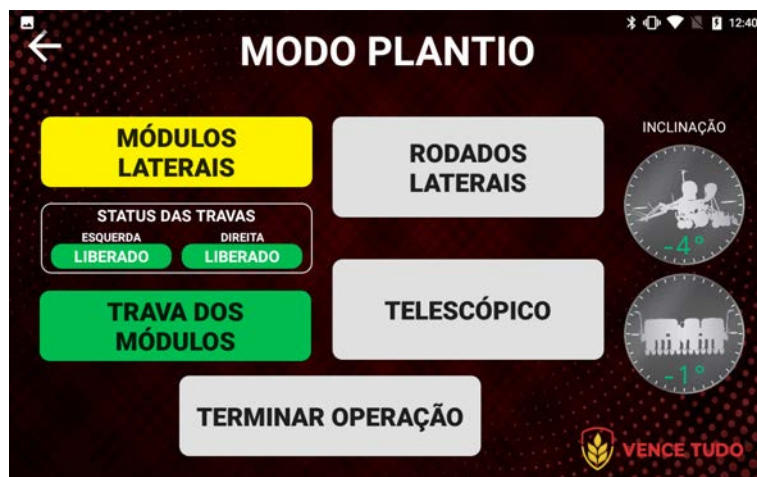 12:40
MODO PLANTIO
MÓDULOS
LATERAIS
STATUS DAS TRAVAS
ESQUERDA DIREITA
LIBERADO LIBERADO
TRAVA DOS
MÓDULOS
RODADOS
LATERAIS
TELESCÓPICO
TERMINAR OPERAÇÃO
INCLINAÇÃO
-4°
-1°
VENCE TUDO